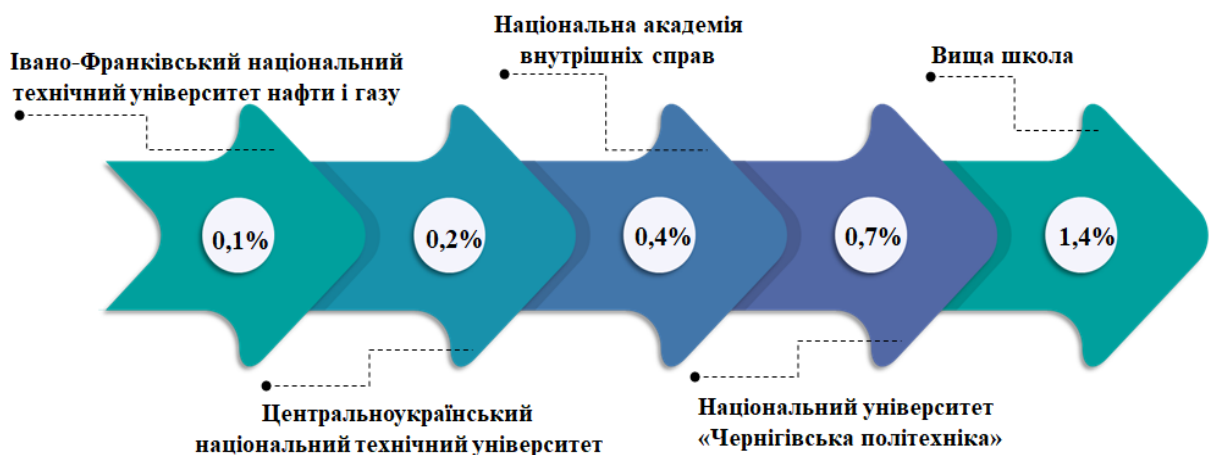 Івано-Франківський національний
технічний університет нафти і газу
Національна академія
внутрішніх справ
Вища школа
0,1%
0,2%
0,4%
0,7%
1,4%
Центральноукраїнський
національний технічний університет
Національний університет
«Чернігівська політехніка»